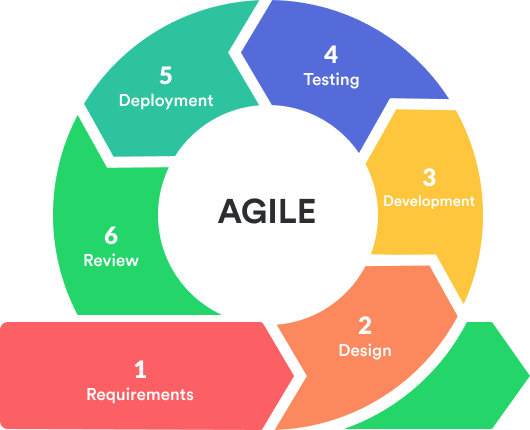 4
Testing
5
Deployment
3
Development
AGILE
6
Review
2
Design
1
Requirements